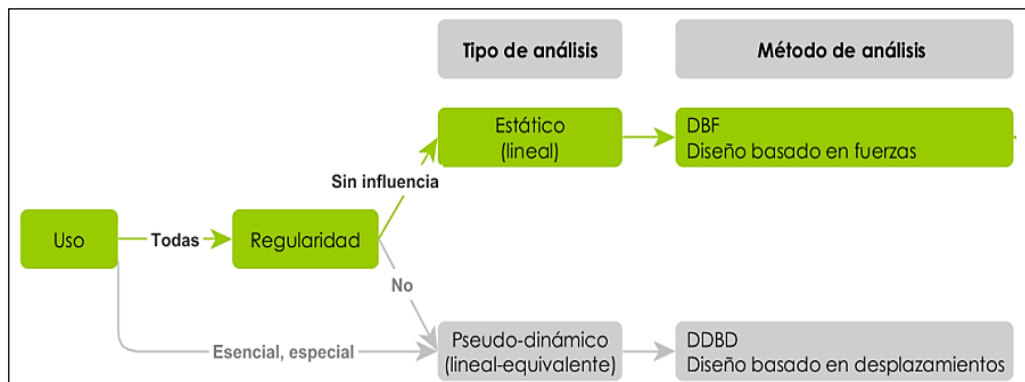 Tipo de análisis
Método de análisis
Estático
(lineal)
DBF
Diseño basado en fuerzas
Sin influencia
Uso
Todas
Regularidad
No
Esencial, especial
Pseudo-dinámico
(lineal-equivalente)
DDBD
Diseño basado en desplazamientos